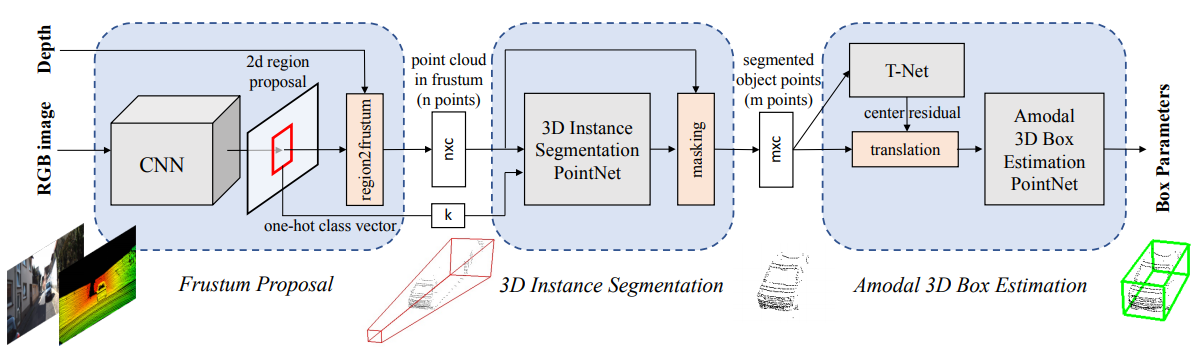 Depth
RGB image
2d region
proposal
CNN
region2frustum
one-hot class vector
point cloud
in frustum
(n points)
nxc
k
3D Instance
Segmentation
PointNet
masking
segmented
object points
(m points)
mxc
T-Net
center residual
translation
Amodal
3D Box
Estimation
PointNet
Box Parameters
Frustum Proposal
3D Instance Segmentation
Amodal 3D Box Estimation